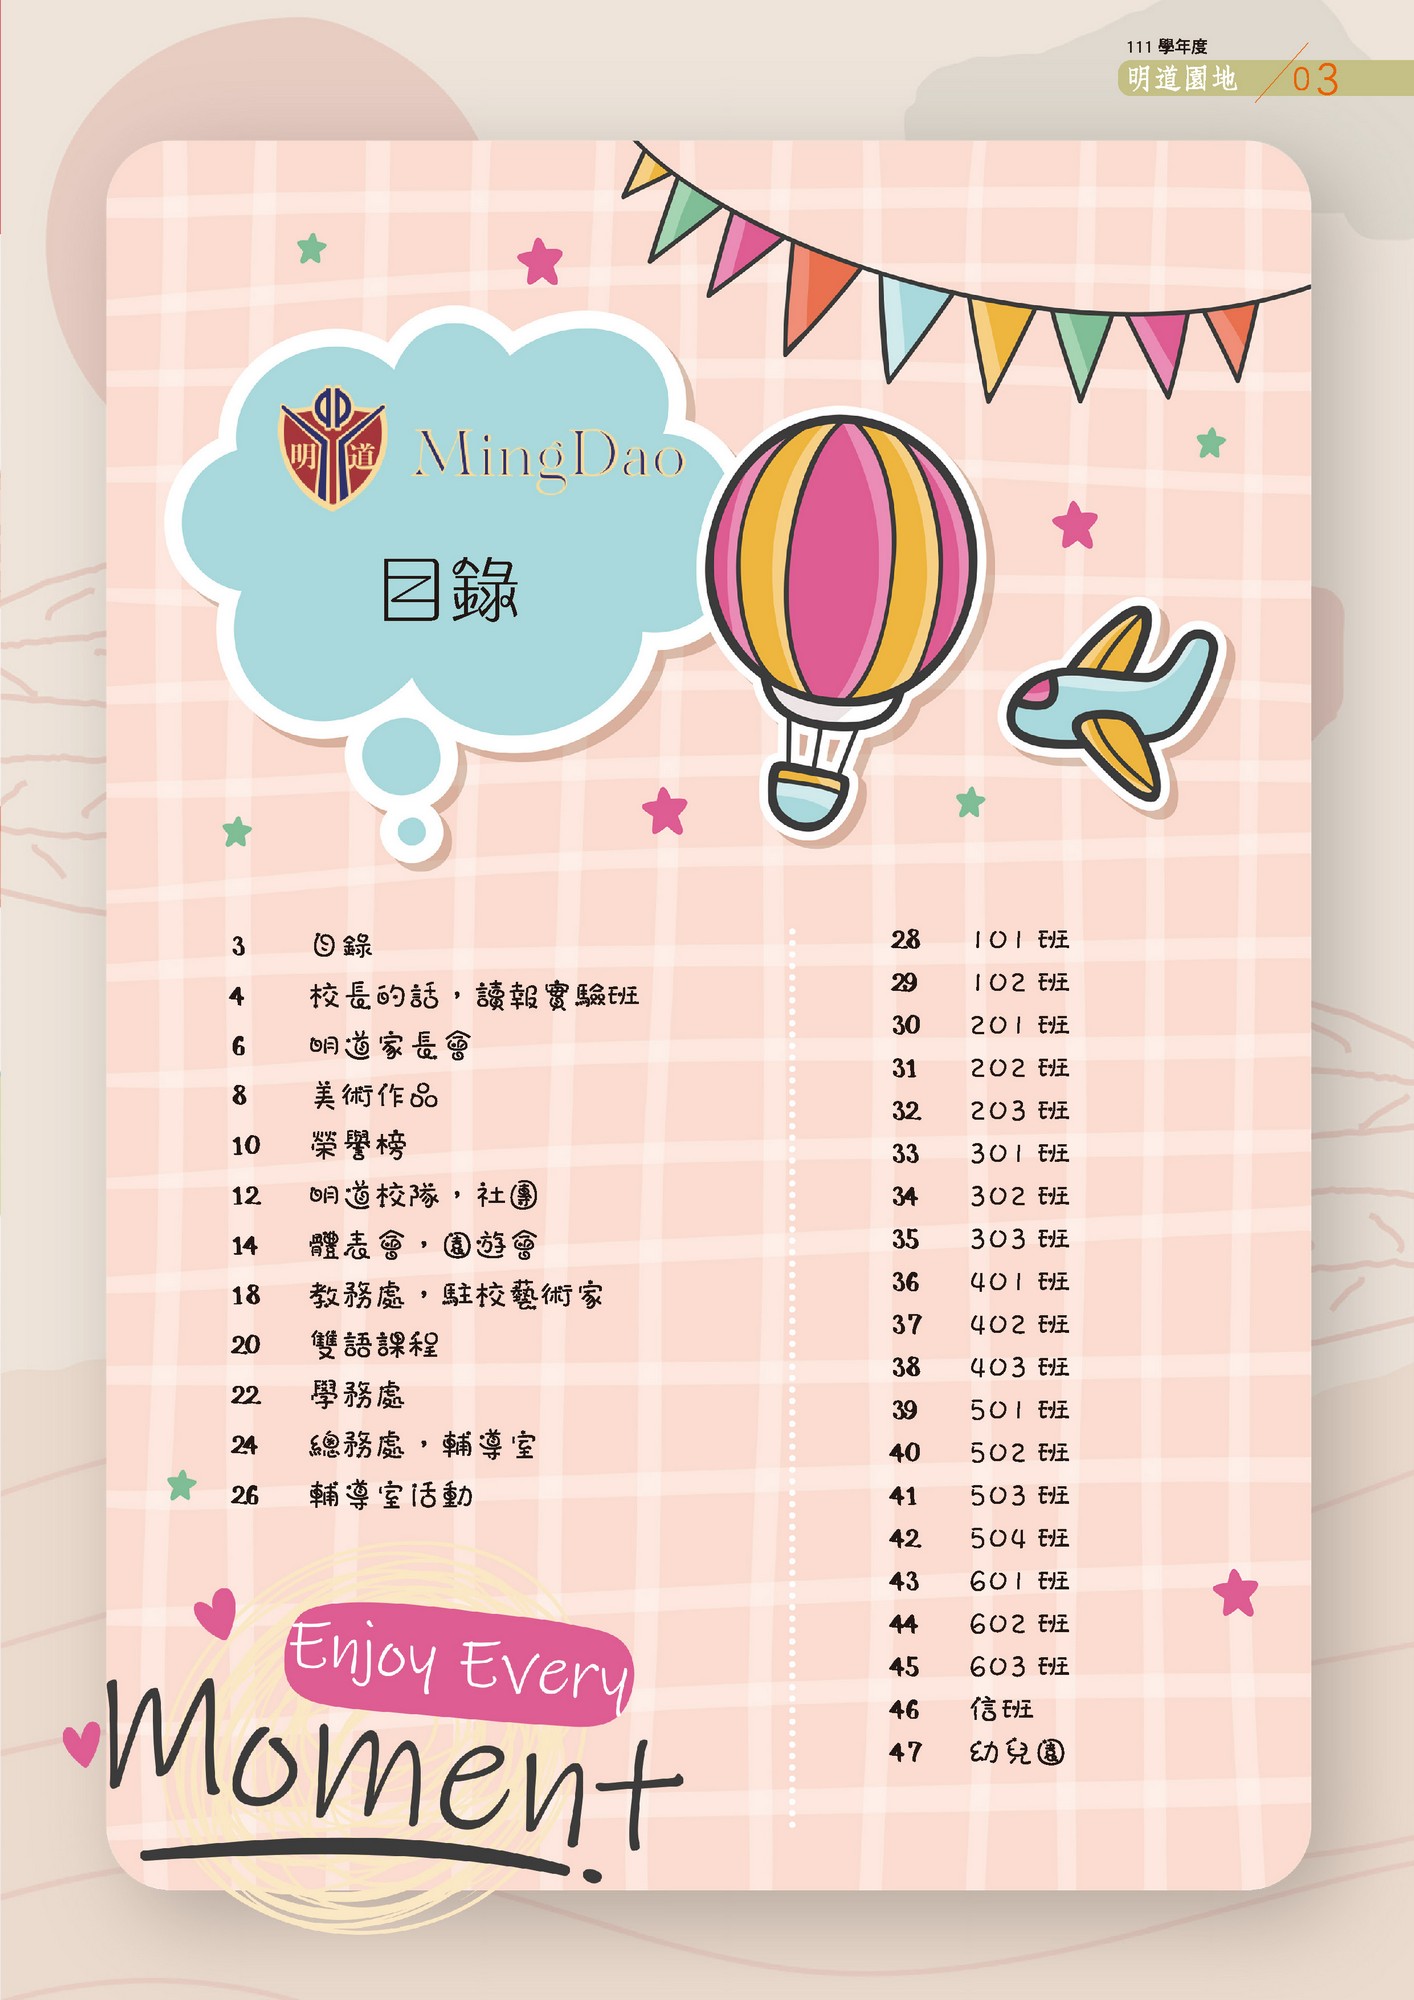 111 學年度
明道園地 03
明 道
MingDao
目錄
3 目錄
4 校長的話，讀報實驗班
6 明道家長會
8 美術作品
10 榮譽榜
12 明道校隊，社團
14 體表會，園遊會
18 教務處，駐校藝術家
20 雙語課程
22 學務處
24 總務處，輔導室
26 輔導室活動
28 101 班
29 102 班
30 201 班
31 202 班
32 203 班
33 301 班
34 302 班
35 303 班
36 401 班
37 402 班
38 403 班
39 501 班
40 502 班
41 503 班
42 504 班
43 601 班
44 602 班
45 603 班
46 信班
47 幼兒園
Enjoy Every
Moment